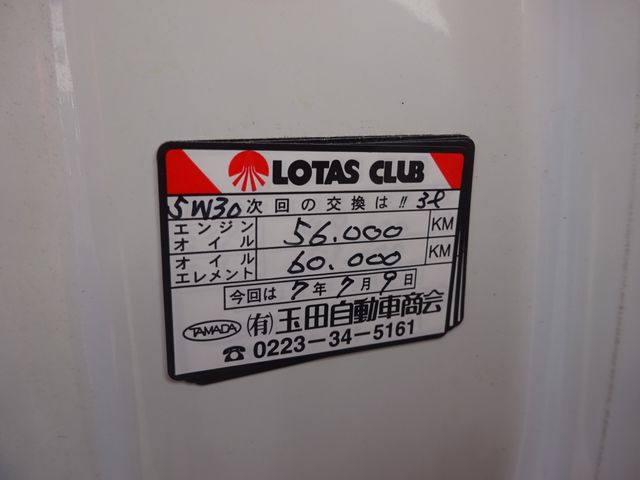 LOTAS CLUB
5W30 次回の交換は!! 3ℓ
エンジンオイル 56.000 KM
オイルエレメント 60.000 KM
今回は 7年7月9日
TAMADA (有)玉田自動車商会
☎ 0223-34-5161